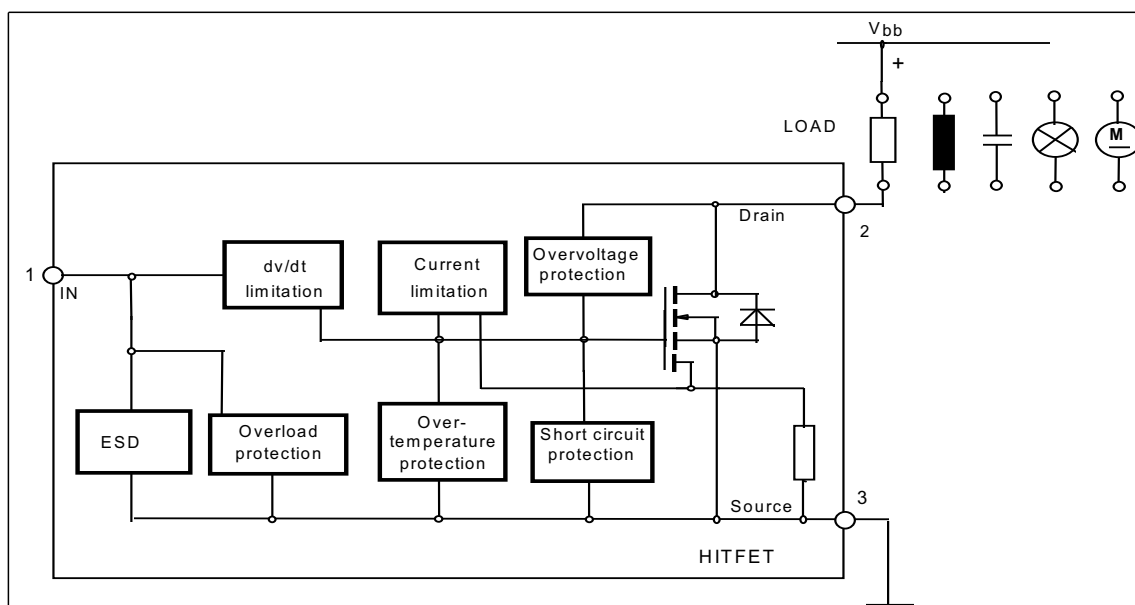 Vbb
+
LOAD
M
Drain
2
1
IN
dv/dt
limitation
Current
limitation
Overvoltage
protection
ESD
Overload
protection
Over-
temperature
protection
Short circuit
protection
Source
3
HITFET